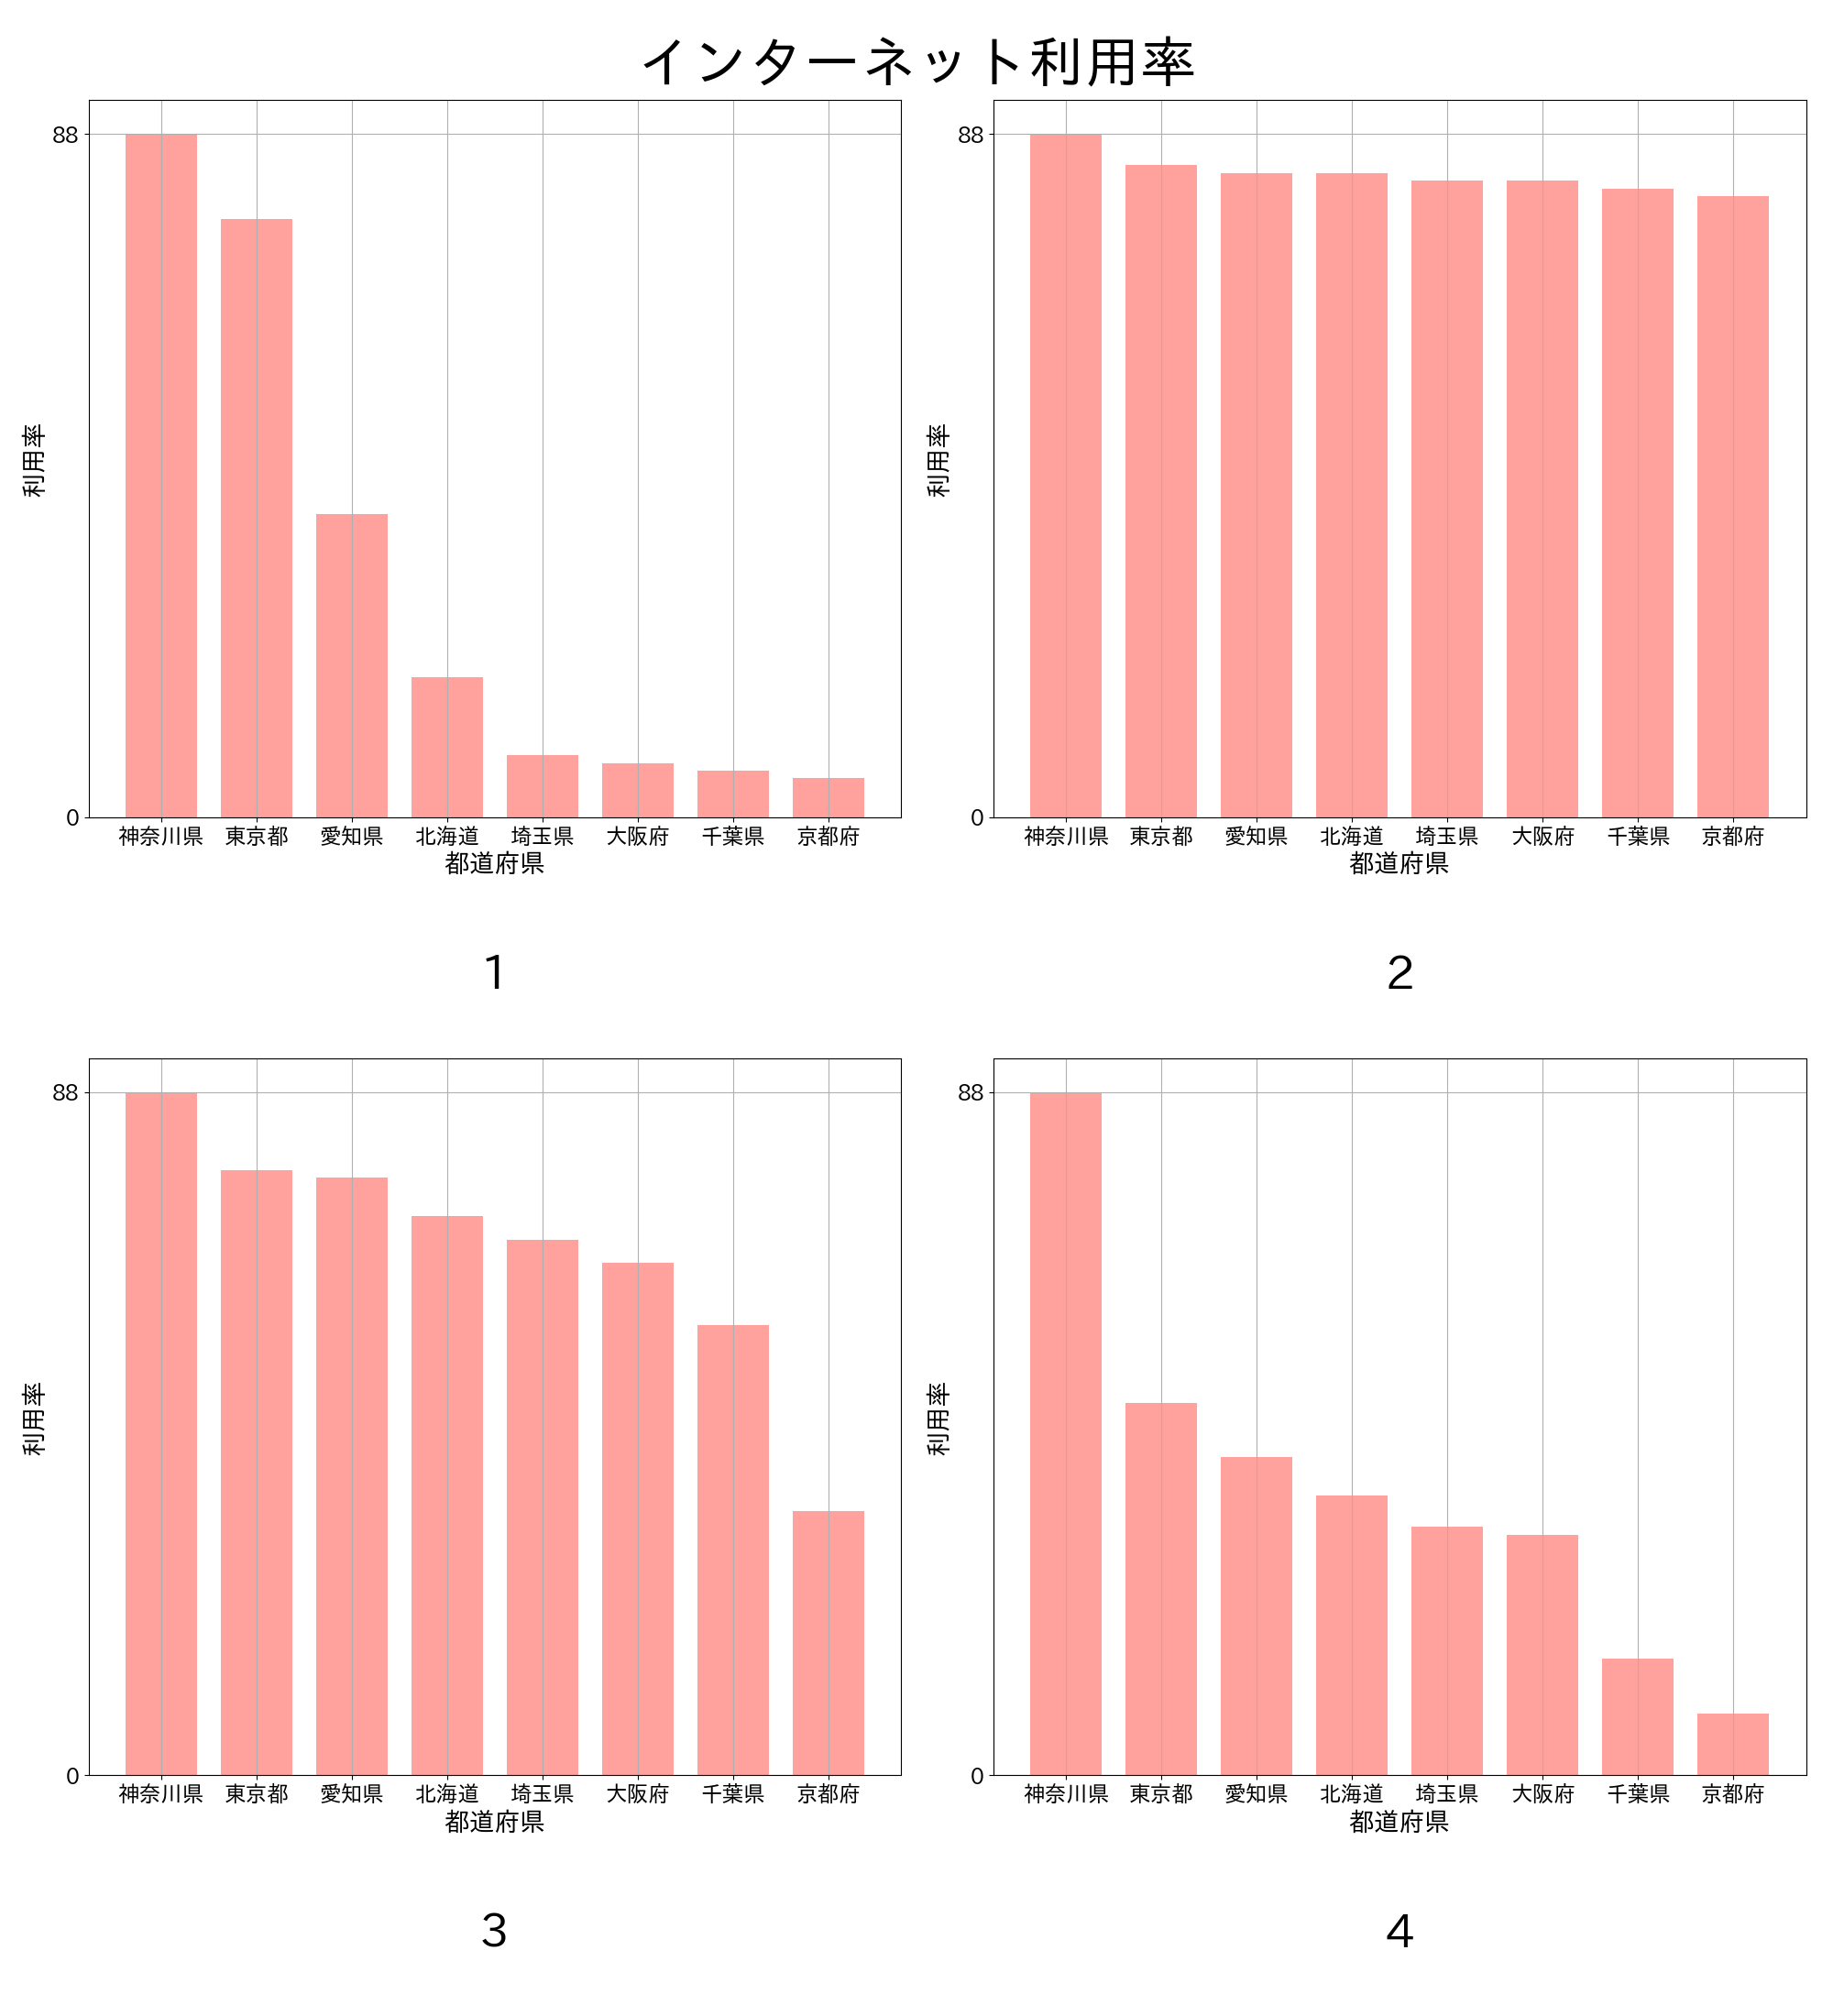 インターネット利用率
88
0
利用率
神奈川県 東京都 愛知県 北海道 埼玉県 大阪府 千葉県 京都府
都道府県
1
88
0
利用率
神奈川県 東京都 愛知県 北海道 埼玉県 大阪府 千葉県 京都府
都道府県
2
88
0
利用率
神奈川県 東京都 愛知県 北海道 埼玉県 大阪府 千葉県 京都府
都道府県
3
88
0
利用率
神奈川県 東京都 愛知県 北海道 埼玉県 大阪府 千葉県 京都府
都道府県
4